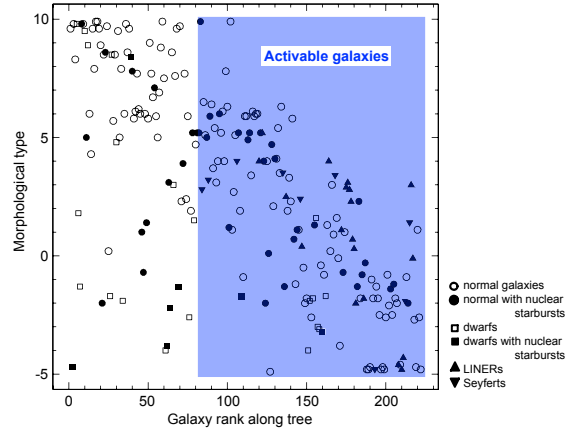 Activable galaxies
10
5
0
-5
Morphological type
0
50
100
150
200
Galaxy rank along tree
normal galaxies
normal with nuclear
starbursts
dwarfs
dwarfs with nuclear
starbursts
LINERs
Seyferts